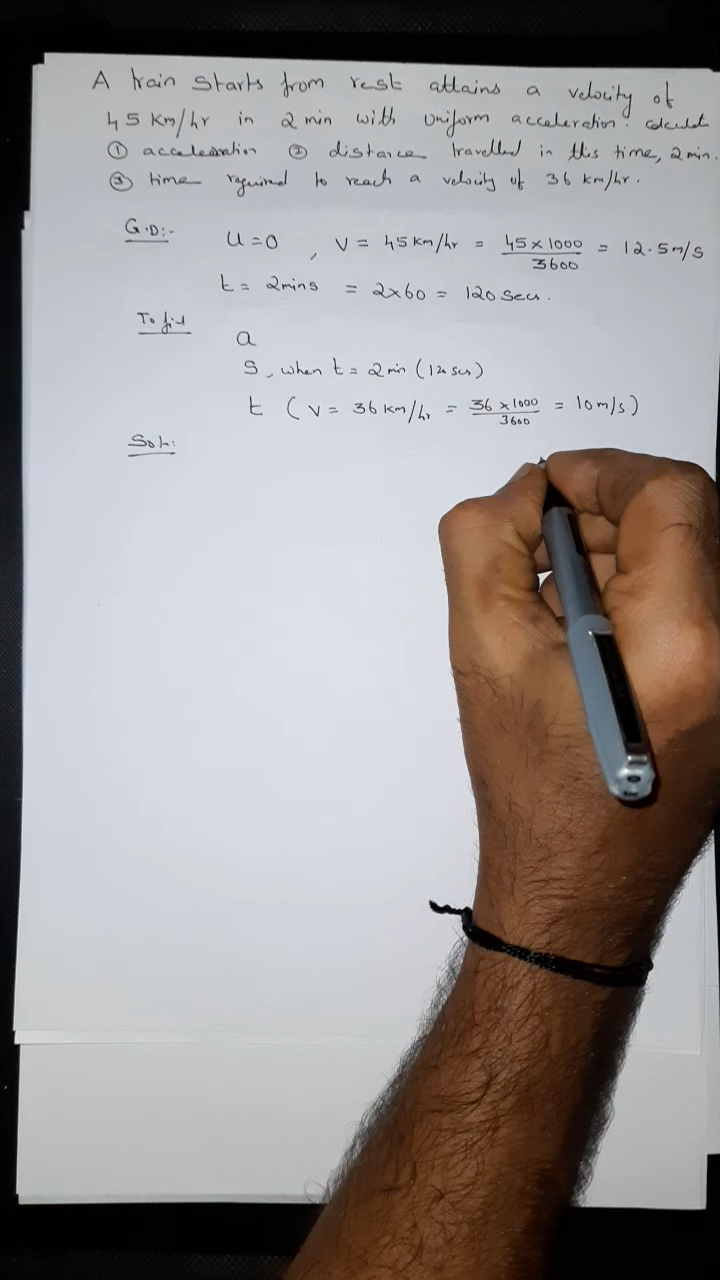 A train starts from rest attains a velocity of
45 Km/hr in 2 min with uniform acceleration. calculate
① acceleration ② distance travelled in this time, 2 min.
③ time required to reach a velocity of 36 km/hr.
G.D:- u = 0 , V = 45 km/hr = 45 x 1000 / 3600 = 12.5 m/s
t = 2 mins = 2x60 = 120 Secs.
To find a
S, when t = 2 min (120 secs)
t ( V = 36 km/hr = 36 x 1000 / 3600 = 10 m/s )
Soln: